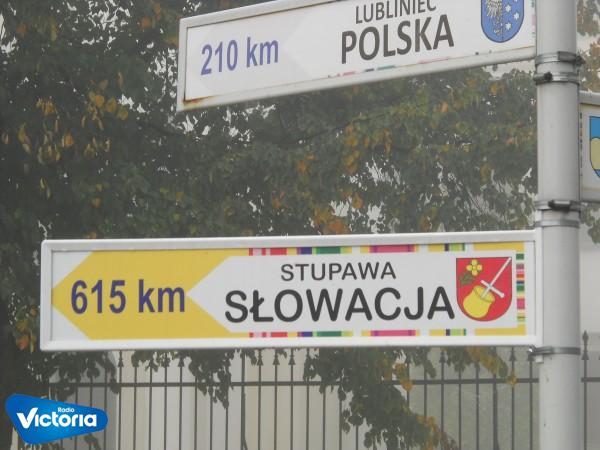 LUBLINIEC
210 km POLSKA
STUPAWA
615 km SŁOWACJA
Radio
Victoria